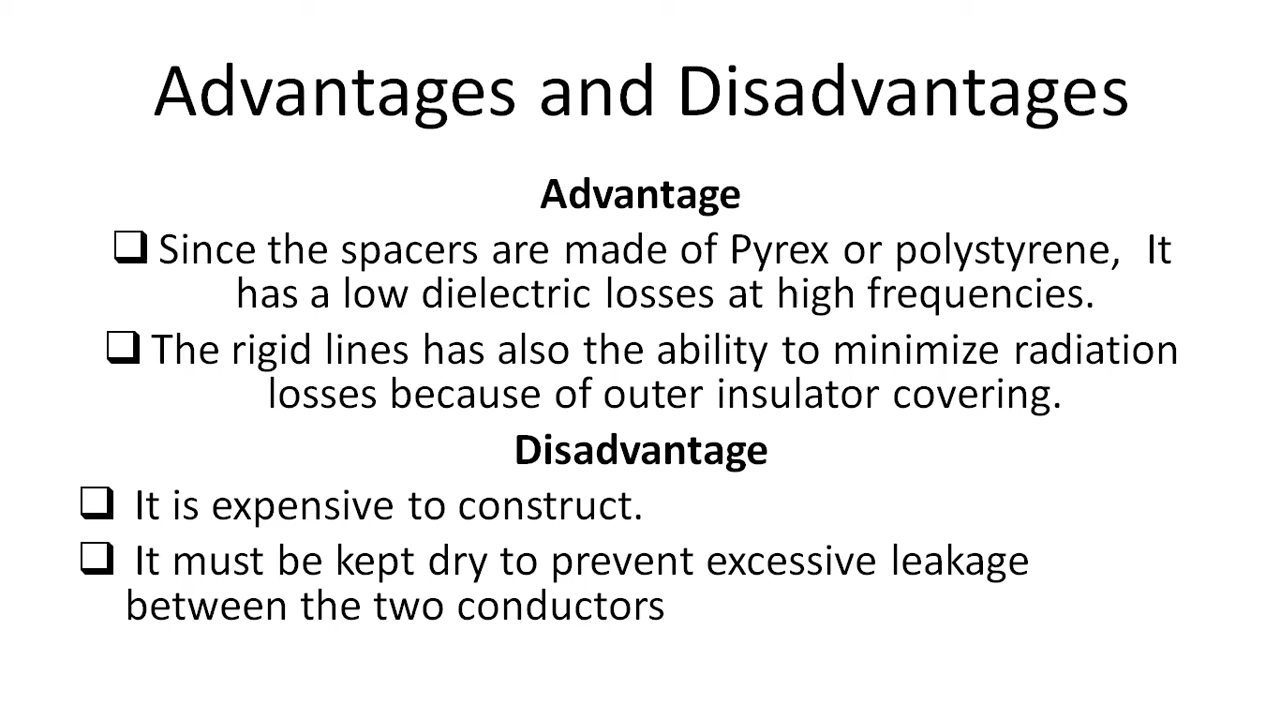 Advantages and Disadvantages
Advantage
❑ Since the spacers are made of Pyrex or polystyrene, It
has a low dielectric losses at high frequencies.
❑ The rigid lines has also the ability to minimize radiation
losses because of outer insulator covering.
Disadvantage
❑ It is expensive to construct.
❑ It must be kept dry to prevent excessive leakage
between the two conductors